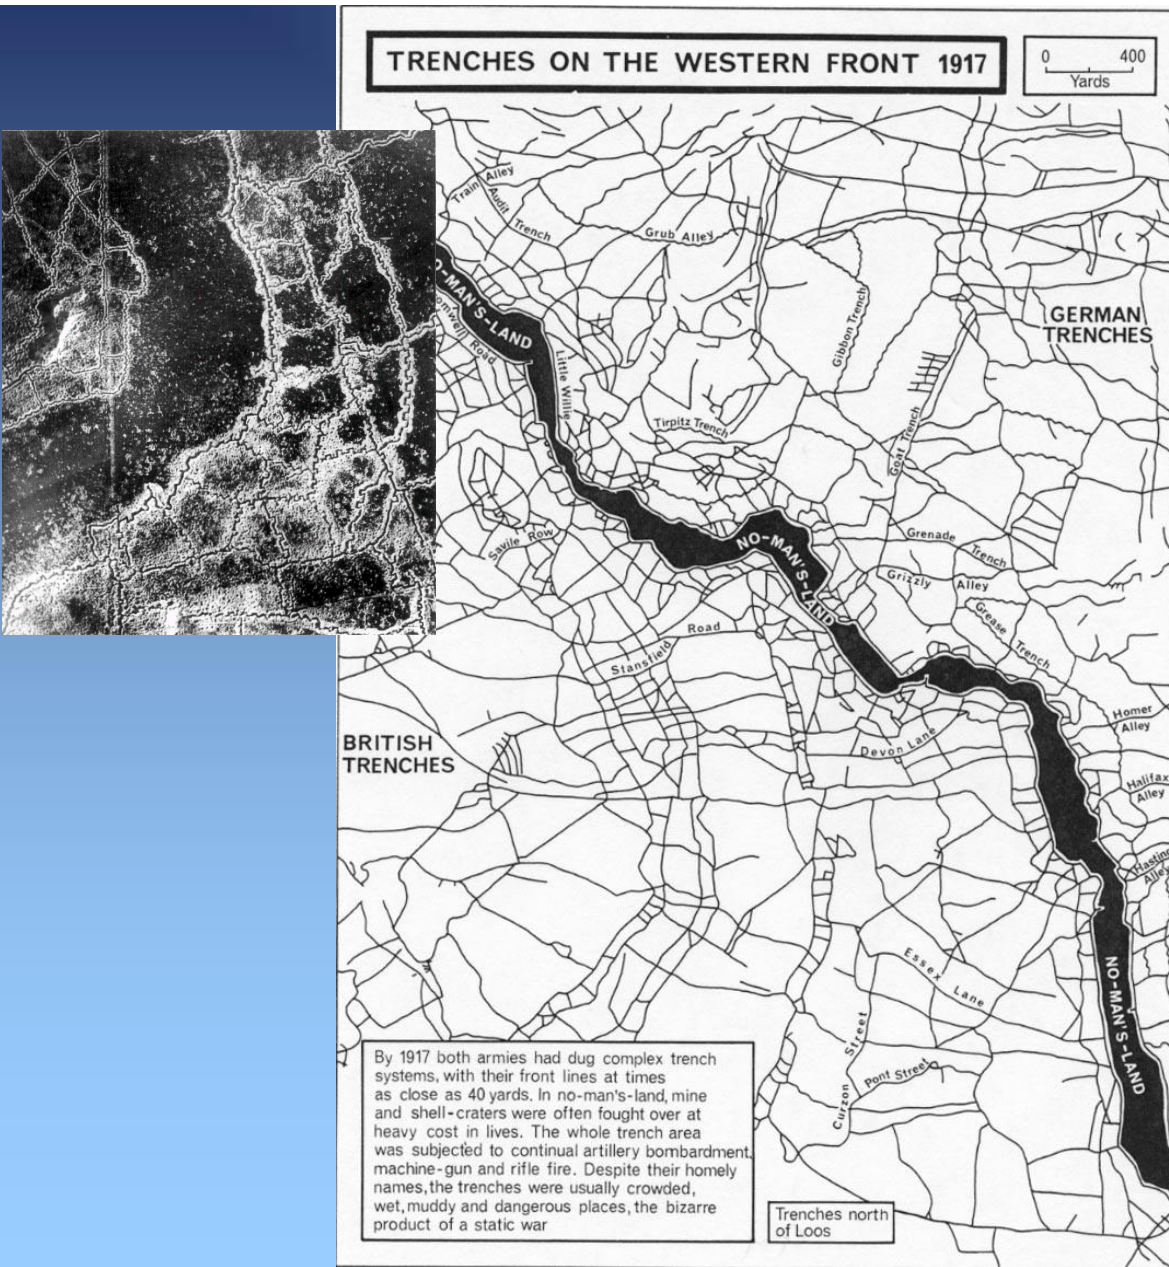 TRENCHES ON THE WESTERN FRONT 1917
0 400
Yards
Train Alley
Audit Trench
Grub Alley
NO-MAN'S-LAND
Road
Little Willie
Gibbon Trench
GERMAN
TRENCHES
Tirpitz Trench
Goat Trench
Savile Row
NO-MAN'S-LAND
Grenade Trench
Grizzly Alley
Grease Trench
Stansfield Road
Homer
Alley
Devon Lane
BRITISH
TRENCHES
Halifax
Alley
Alley
Essex Lane
NO-MAN'S-LAND
Curzon Street
Pont Street
By 1917 both armies had dug complex trench
systems, with their front lines at times
as close as 40 yards. In no-man's-land, mine
and shell-craters were often fought over at
heavy cost in lives. The whole trench area
was subjected to continual artillery bombardment,
machine-gun and rifle fire. Despite their homely
names, the trenches were usually crowded,
wet, muddy and dangerous places, the bizarre
product of a static war
Trenches north
of Loos